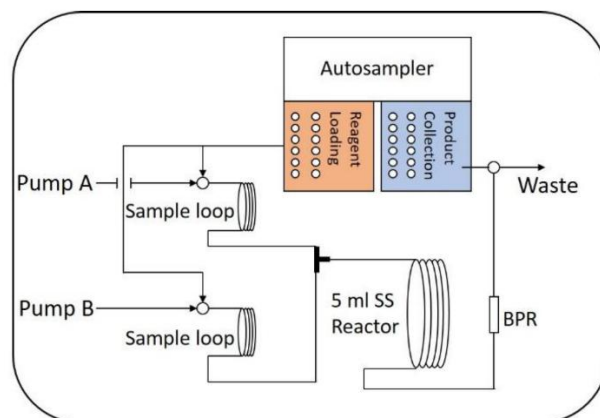 Autosampler
Reagent
Loading
Product
Collection
Pump A
Sample loop
Waste
Pump B
Sample loop
5 ml SS
Reactor
BPR